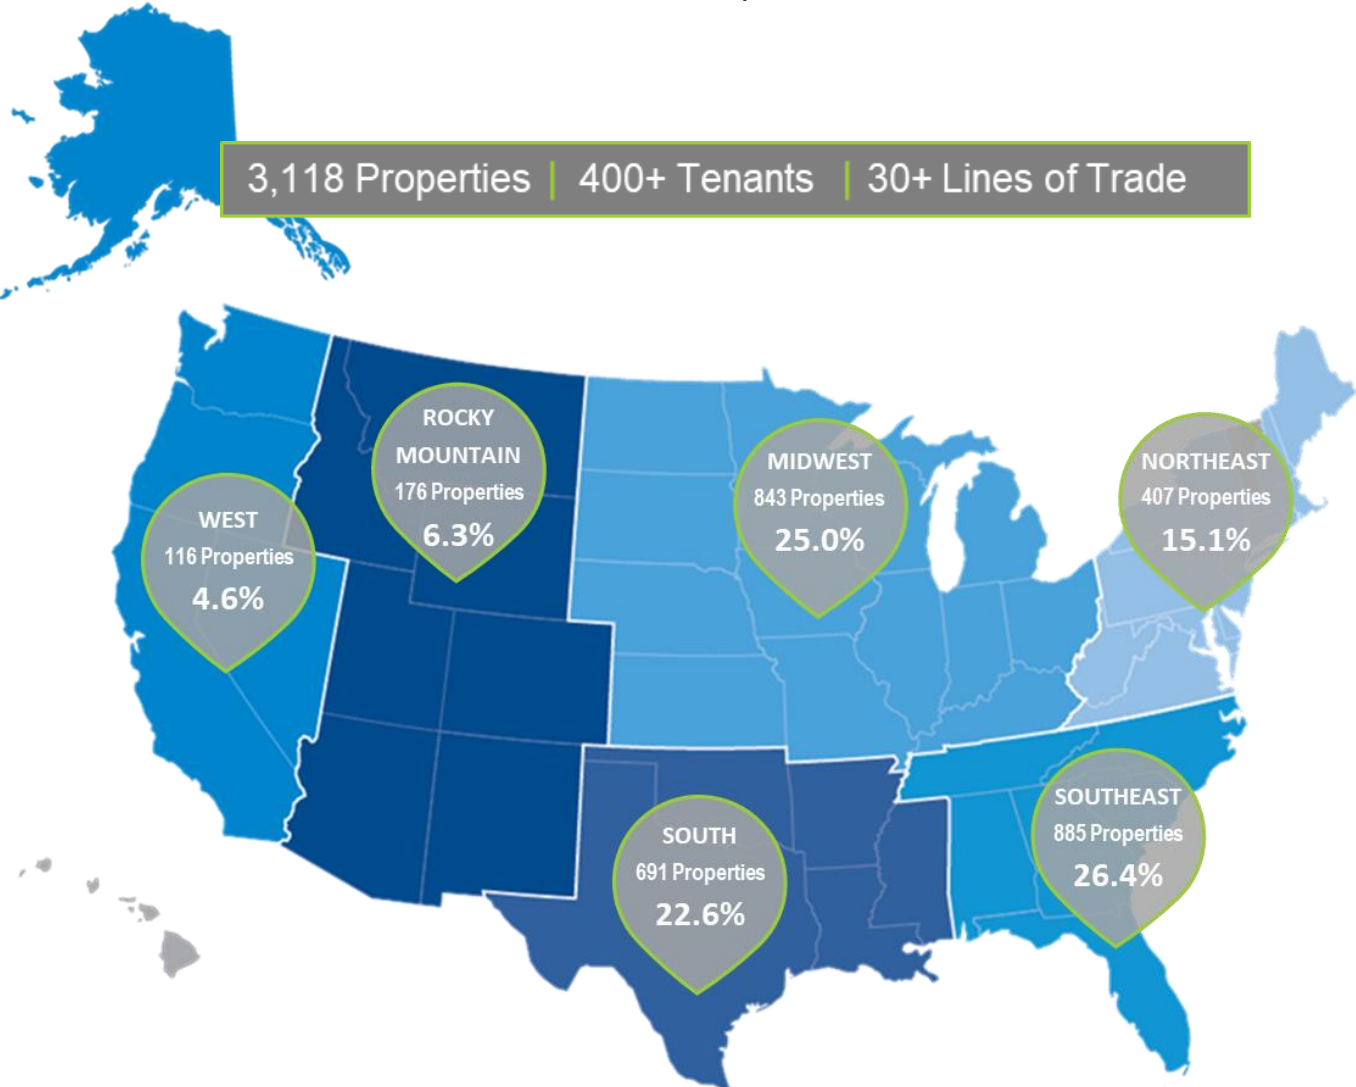 3,118 Properties | 400+ Tenants | 30+ Lines of Trade
ROCKY
MOUNTAIN
176 Properties
6.3%
MIDWEST
843 Properties
25.0%
NORTHEAST
407 Properties
15.1%
WEST
116 Properties
4.6%
SOUTH
691 Properties
22.6%
SOUTHEAST
885 Properties
26.4%